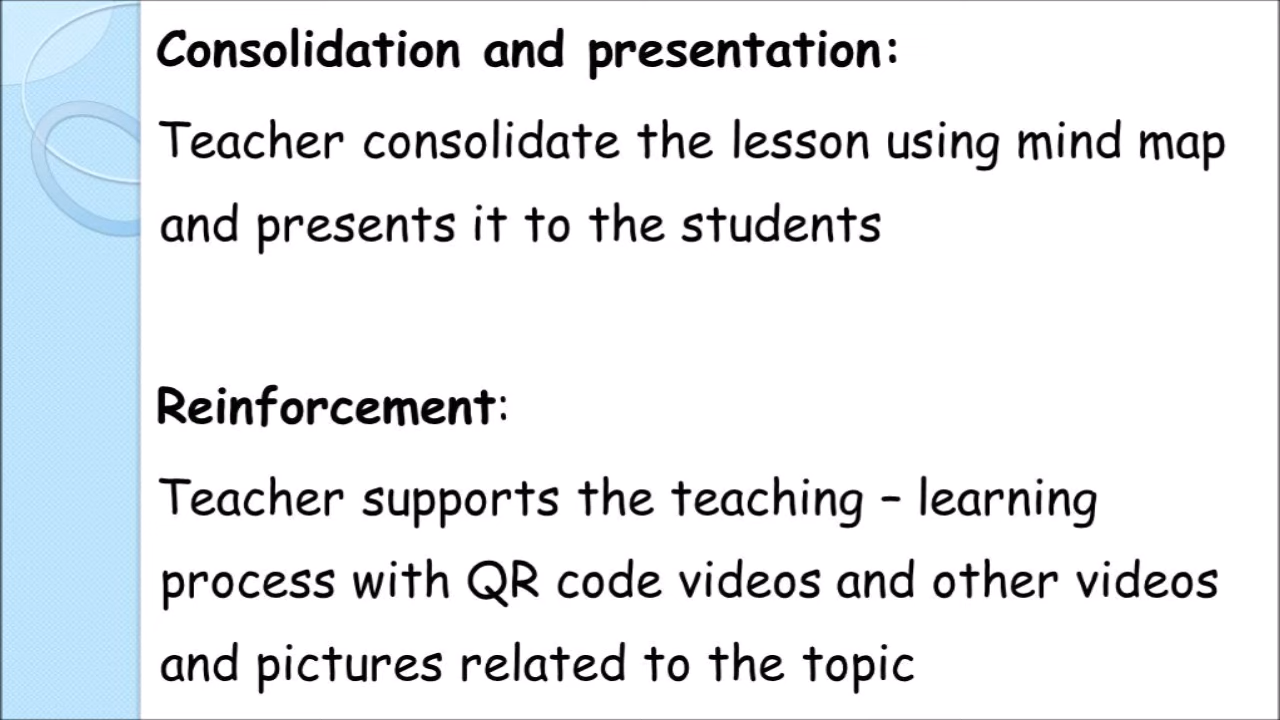 Consolidation and presentation:
Teacher consolidate the lesson using mind map
and presents it to the students
Reinforcement:
Teacher supports the teaching – learning
process with QR code videos and other videos
and pictures related to the topic